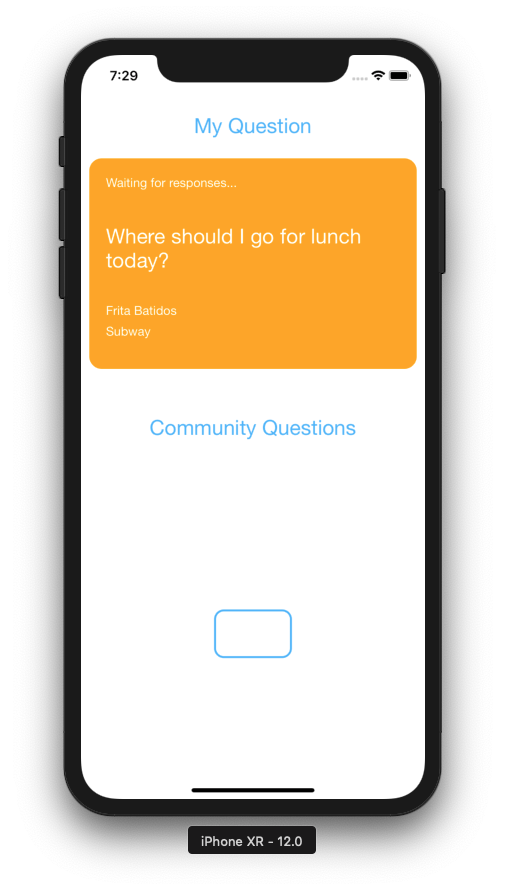 7:29
My Question
Waiting for responses...
Where should I go for lunch
today?
Frita Batidos
Subway
Community Questions
iPhone XR - 12.0